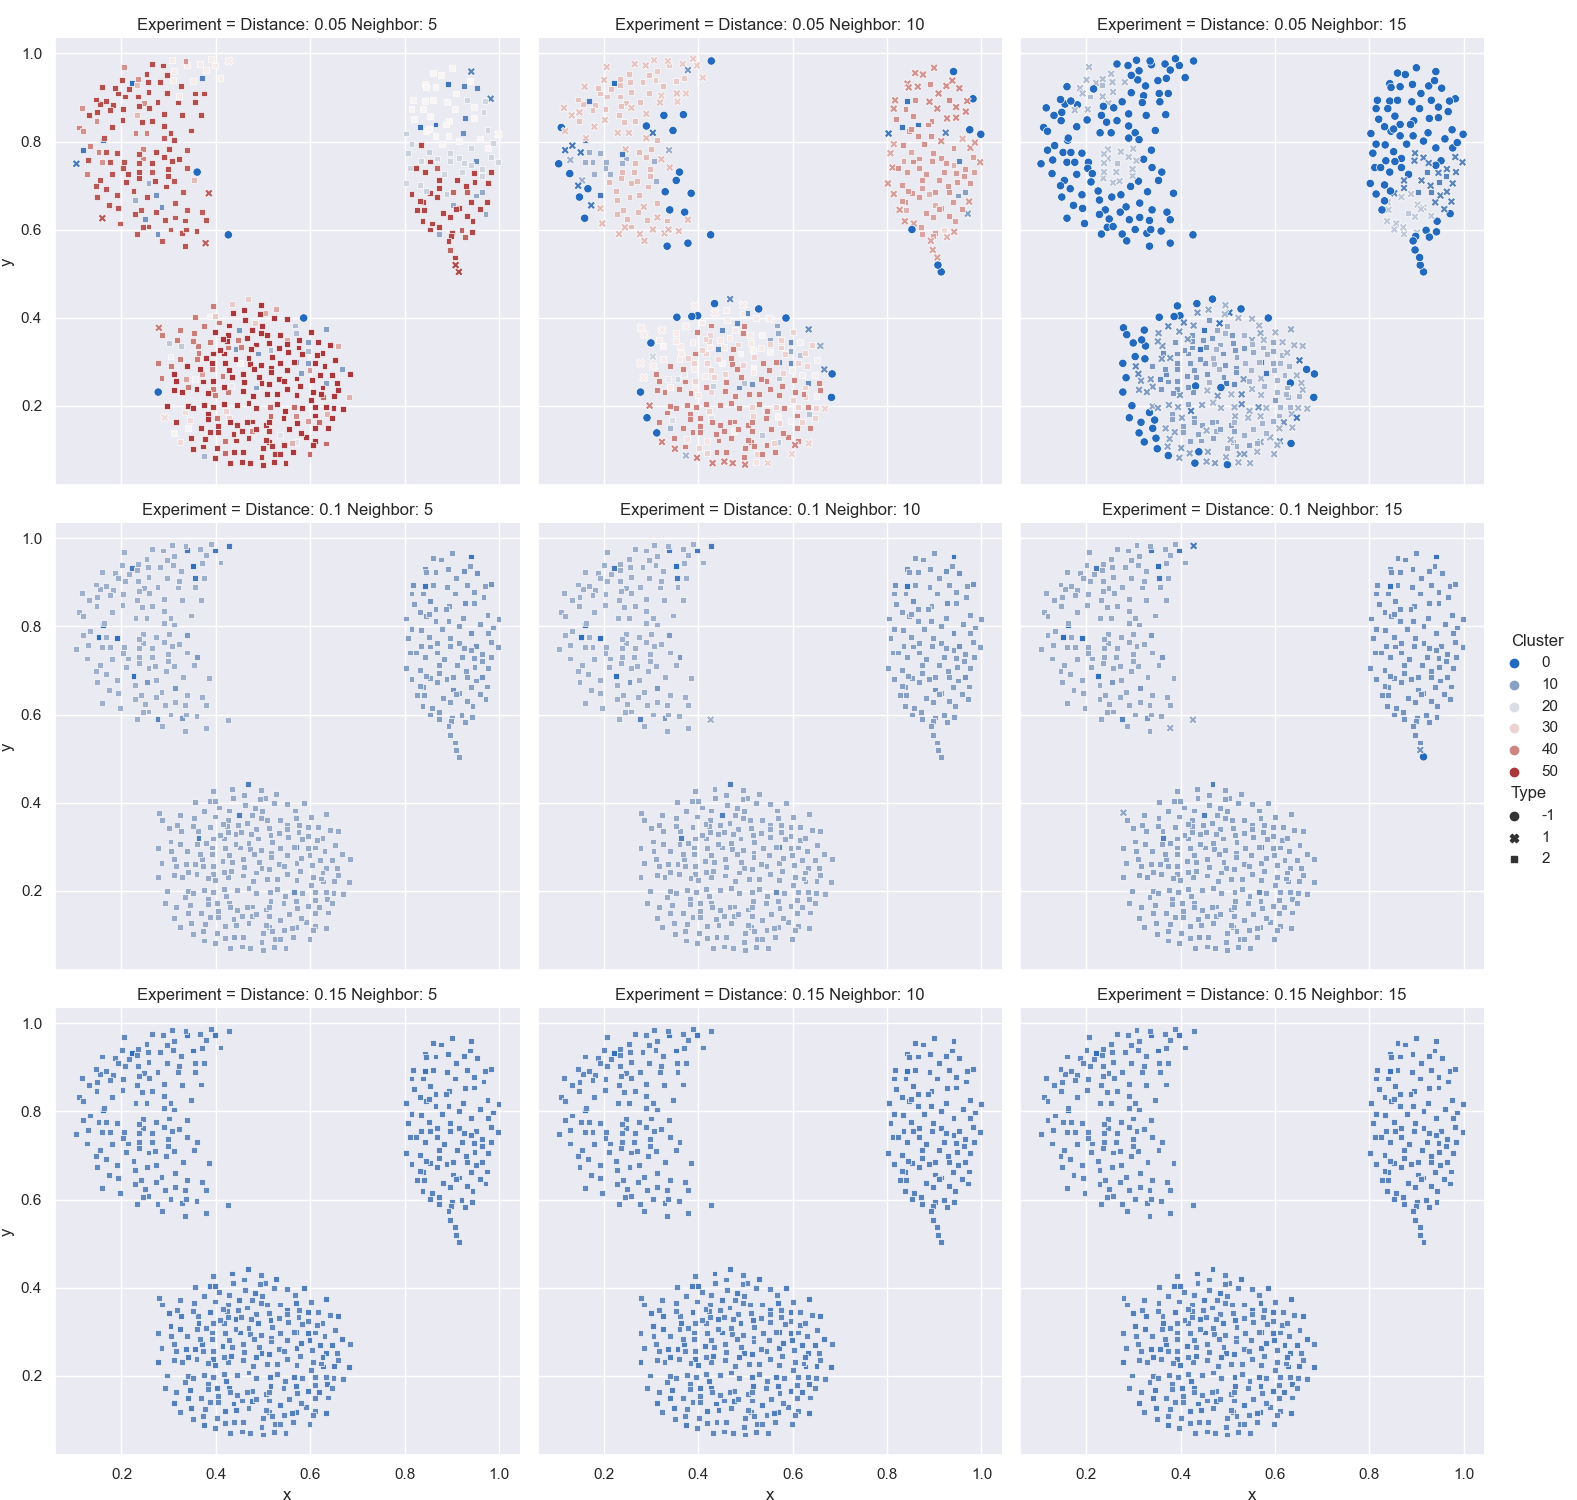 Experiment = Distance: 0.05 Neighbor: 5
Experiment = Distance: 0.05 Neighbor: 10
Experiment = Distance: 0.05 Neighbor: 15
1.0
0.8
0.6
0.4
0.2
y
Experiment = Distance: 0.1 Neighbor: 5
Experiment = Distance: 0.1 Neighbor: 10
Experiment = Distance: 0.1 Neighbor: 15
1.0
0.8
0.6
0.4
0.2
y
Experiment = Distance: 0.15 Neighbor: 5
Experiment = Distance: 0.15 Neighbor: 10
Experiment = Distance: 0.15 Neighbor: 15
1.0
0.8
0.6
0.4
0.2
y
0.2 0.4 0.6 0.8 1.0
x
0.2 0.4 0.6 0.8 1.0
x
0.2 0.4 0.6 0.8 1.0
x
Cluster
0
10
20
30
40
50
Type
-1
1
2